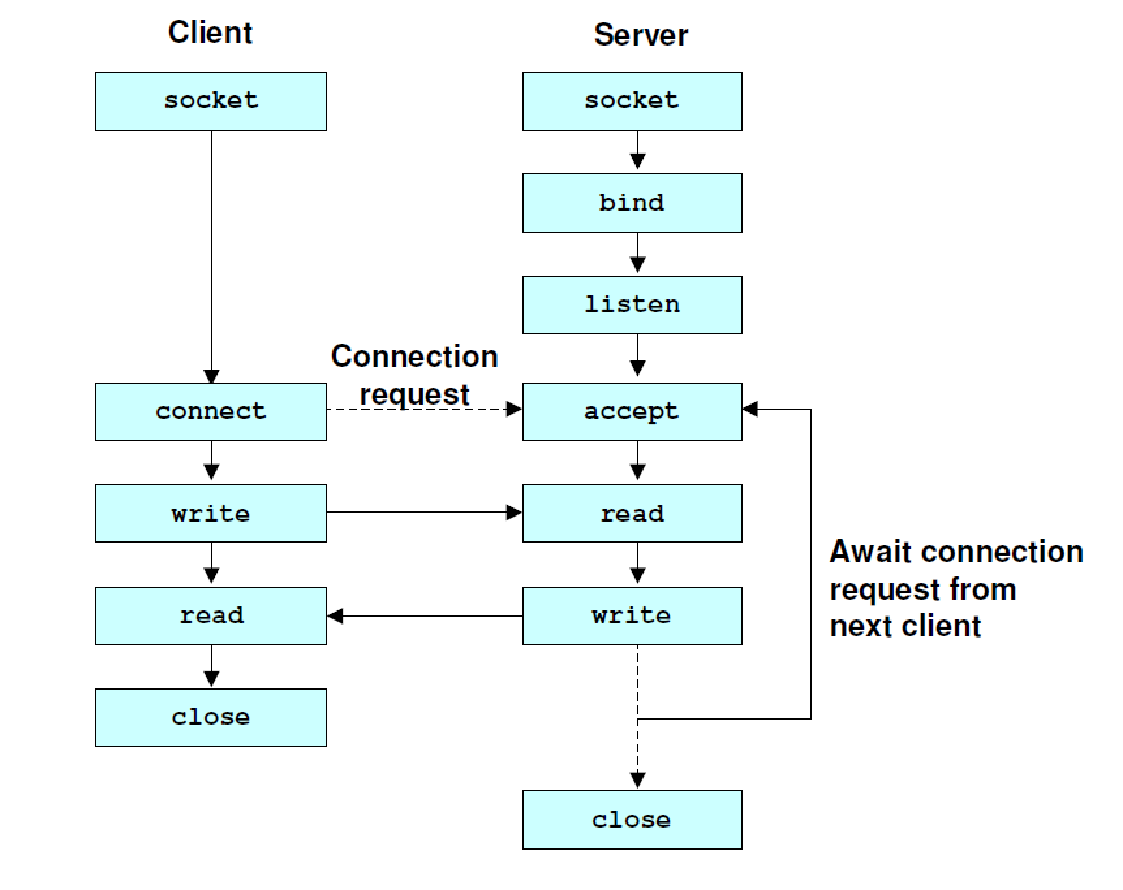 Client
Server
socket
socket
bind
listen
Connection
request
connect
accept
write
read
Await connection
request from
next client
read
write
close
close